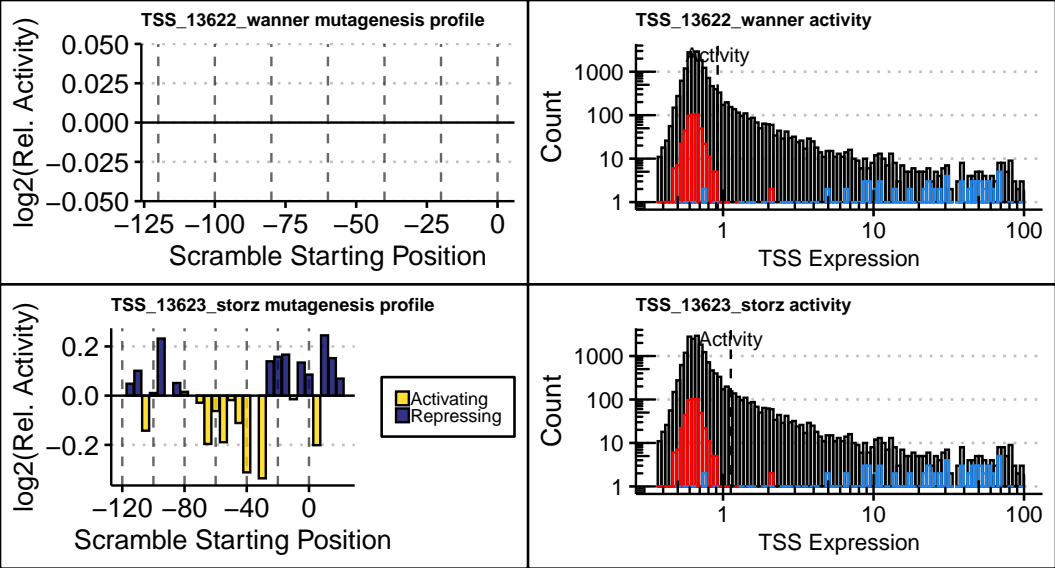 TSS_13622_wanner mutagenesis profile
log2(Rel. Activity)
0.050
0.025
0.000
−0.025
−0.050
−125 −100 −75 −50 −25 0
Scramble Starting Position
TSS_13622_wanner activity
Activity
Count
1000
100
10
1
1 10 100
TSS Expression
TSS_13623_storz mutagenesis profile
log2(Rel. Activity)
0.2
0.0
−0.2
−120 −80 −40 0
Scramble Starting Position
Activating
Repressing
TSS_13623_storz activity
Activity
Count
1000
100
10
1
1 10 100
TSS Expression